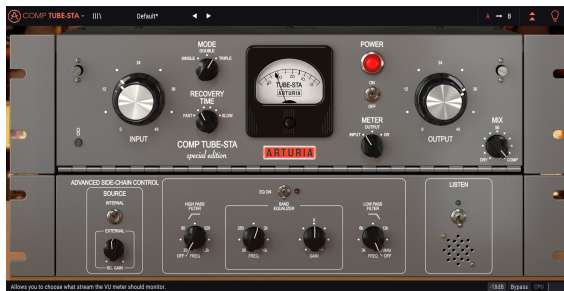 COMP TUBE-STA
Default*
A → B
MODE
DOUBLE
SINGLE
TRIPLE
RECOVERY
TIME
FAST
SLOW
COMP TUBE-STA
special edition
12
24
36
0
48
INPUT
TUBE-STA
ARTURIA
ARTURIA
POWER
ON
OFF
METER
OUTPUT
INPUT
GR
12
24
36
0
48
OUTPUT
MIX
50
DRY
COMP
ADVANCED SIDE-CHAIN CONTROL
SOURCE
INTERNAL
EXTERNAL
SC. GAIN
HIGH PASS
FILTER
OFF
FREQ
EQ ON
BAND
EQUALIZER
FREQ
GAIN
LOW PASS
FILTER
FREQ
OFF
LISTEN
Allows you to choose what stream the VU meter should monitor.
-18dB
Bypass
CPU